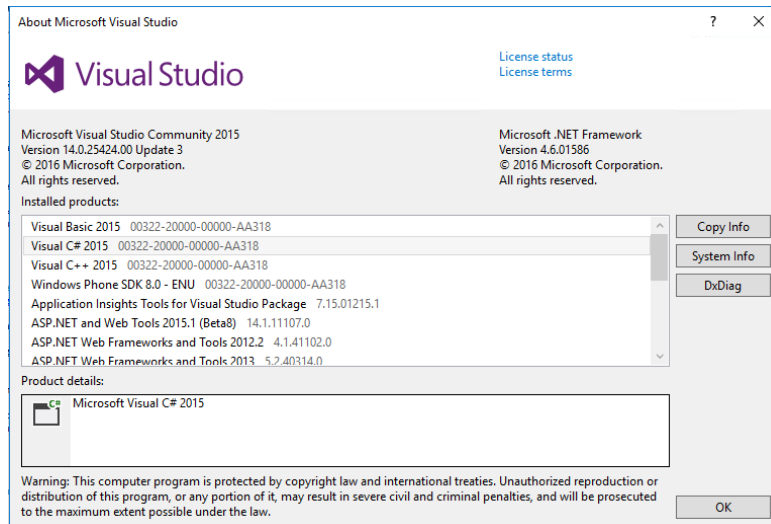 About Microsoft Visual Studio
? ×
Visual Studio
License status
License terms
Microsoft Visual Studio Community 2015
Version 14.0.25424.00 Update 3
© 2016 Microsoft Corporation.
All rights reserved.
Microsoft .NET Framework
Version 4.6.01586
© 2016 Microsoft Corporation.
All rights reserved.
Installed products:
Visual Basic 2015 00322-20000-00000-AA318
Visual C# 2015 00322-20000-00000-AA318
Visual C++ 2015 00322-20000-00000-AA318
Windows Phone SDK 8.0 - ENU 00322-20000-00000-AA318
Application Insights Tools for Visual Studio Package 7.15.01215.1
ASP.NET and Web Tools 2015.1 (Beta8) 14.1.11107.0
ASP.NET Web Frameworks and Tools 2012.2 4.1.41102.0
ASP.NET Web Frameworks and Tools 2013 5.2.40314.0
Copy Info
System Info
DxDiag
Product details:
C#
Microsoft Visual C# 2015
Warning: This computer program is protected by copyright law and international treaties. Unauthorized reproduction or
distribution of this program, or any portion of it, may result in severe civil and criminal penalties, and will be prosecuted
to the maximum extent possible under the law.
OK